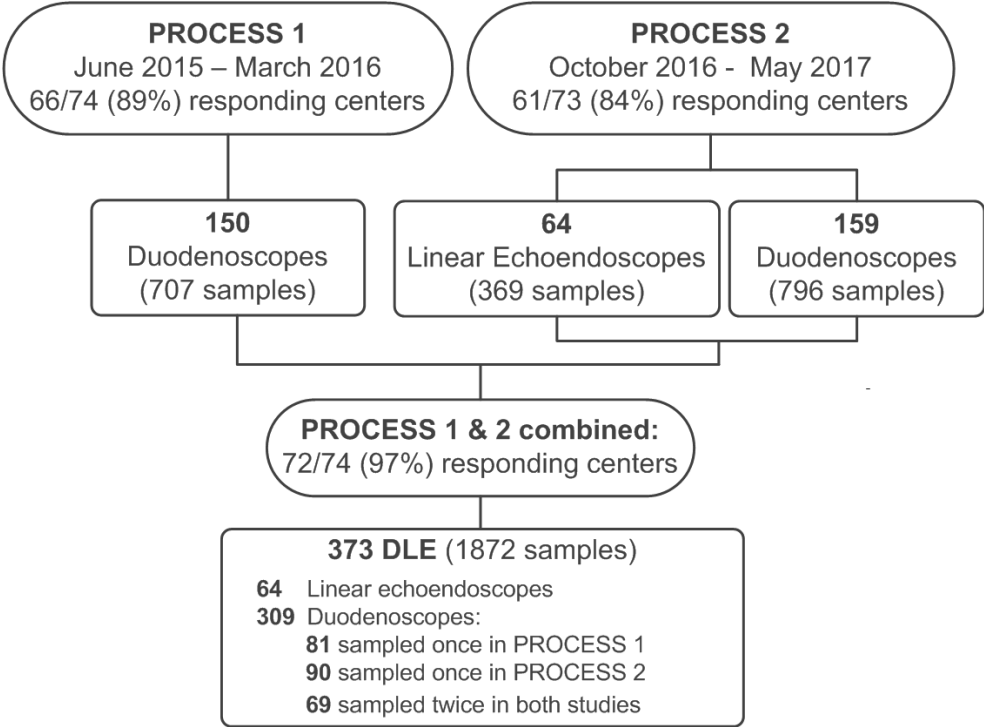 PROCESS 1
June 2015 – March 2016
66/74 (89%) responding centers
PROCESS 2
October 2016 - May 2017
61/73 (84%) responding centers
150
Duodenoscopes
(707 samples)
64
Linear Echoendoscopes
(369 samples)
159
Duodenoscopes
(796 samples)
PROCESS 1 & 2 combined:
72/74 (97%) responding centers
373 DLE (1872 samples)
64 Linear echoendoscopes
309 Duodenoscopes:
81 sampled once in PROCESS 1
90 sampled once in PROCESS 2
69 sampled twice in both studies